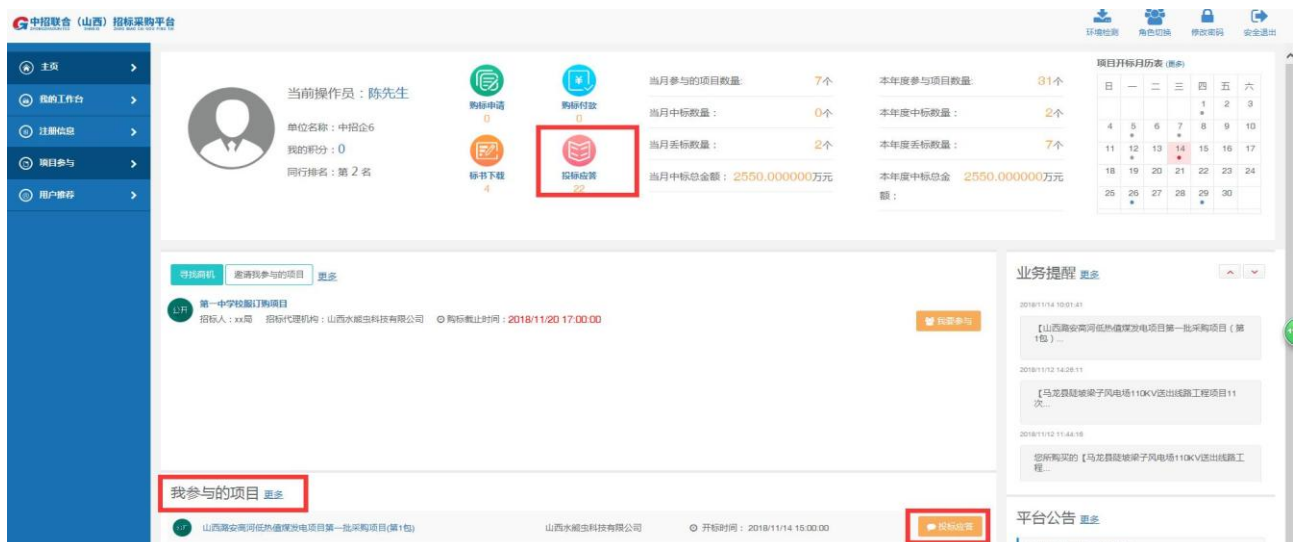 中招联合（山西）招标采购平台
环境检测 角色切换 修改密码 安全退出
主页
我的工作台
注册信息
项目参与
用户推荐
当前操作员：陈先生
单位名称：中招企6
我的积分：0
同行排名：第 2 名
购标申请
0
购标付款
0
标书下载
4
投标应答
22
当月参与的项目数量: 7个
当月中标数量： 0个
当月丢标数量： 2个
当月中标总金额： 2550.000000万元
本年度参与项目数量: 31个
本年度中标数量： 2个
本年度丢标数量： 7个
本年度中标总金额： 2550.000000万元
项目开标月历表 (更多)
日 一 二 三 四 五 六
1 2 3
4 5 6 7 8 9 10
11 12 13 14 15 16 17
18 19 20 21 22 23 24
25 26 27 28 29 30
寻找商机 邀请我参与的项目 更多
公开 第一中学校服订购项目
招标人：xx局 招标代理机构：山西水威虫科技有限公司 购标截止时间：2018/11/20 17:00:00
我要参与
业务提醒 更多
2018/11/14 10:01:41
【山西潞安高河低热值煤发电项目第一批采购项目（第
1包）...
2018/11/12 14:28:11
【马龙县陡坡梁子风电场110KV送出线路工程项目11
次...
2018/11/12 11:44:16
您所购买的【马龙县陡坡梁子风电场110KV送出线路工
程...
我参与的项目 更多
山西潞安高河低热值煤发电项目第一批采购项目(第1包) 山西水威虫科技有限公司 开标时间： 2018/11/14 15:00:00 投标应答
平台公告 更多